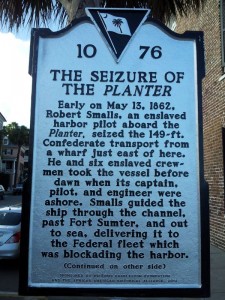 10 76
THE SEIZURE OF
THE PLANTER
Early on May 13, 1862,
Robert Smalls, an enslaved
harbor pilot aboard the
Planter, seized the 149-ft.
Confederate transport from
a wharf just east of here.
He and six enslaved crew-
men took the vessel before
dawn when its captain,
pilot, and engineer were
ashore. Smalls guided the
ship through the channel,
past Fort Sumter, and out
to sea, delivering it to
the Federal fleet which
was blockading the harbor.
(Continued on other side)